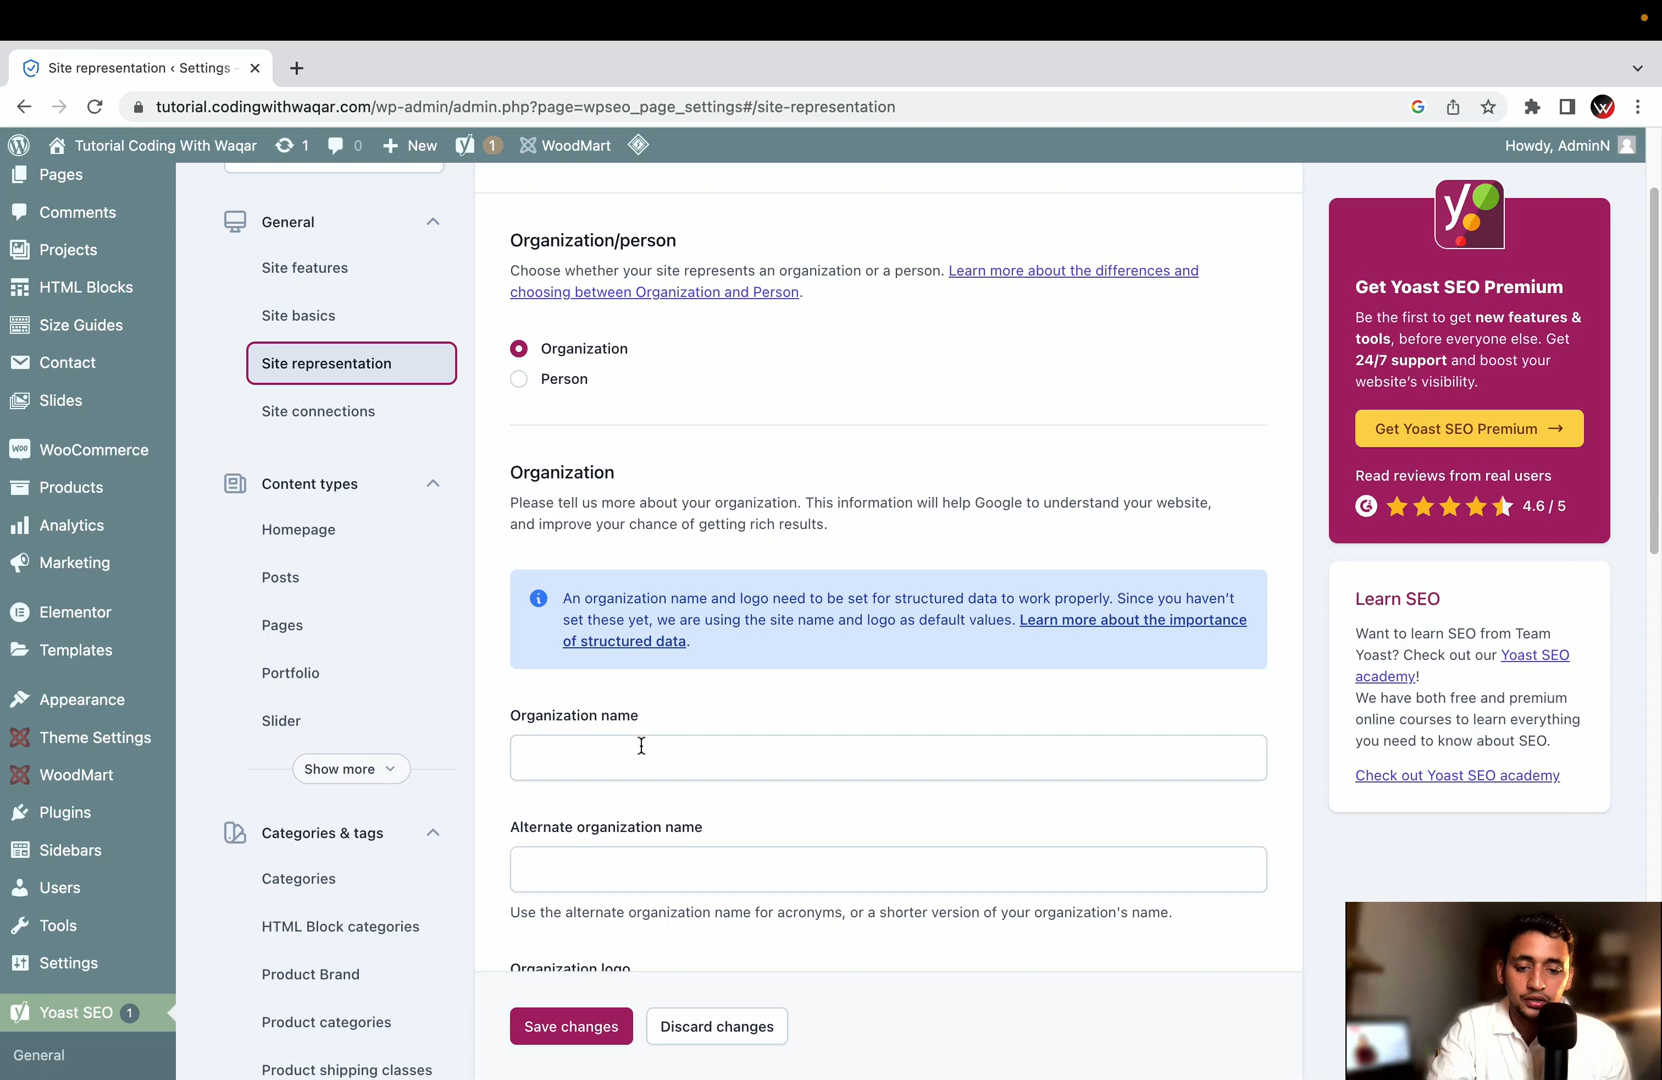 Site representation ‹ Settings -
tutorial.codingwithwaqar.com/wp-admin/admin.php?page=wpseo_page_settings#/site-representation
Tutorial Coding With Waqar
1
0
New
1
WoodMart
Howdy, AdminN
Pages
Comments
Projects
HTML Blocks
Size Guides
Contact
Slides
WooCommerce
Products
Analytics
Marketing
Elementor
Templates
Appearance
Theme Settings
WoodMart
Plugins
Sidebars
Users
Tools
Settings
Yoast SEO 1
General
General
Site features
Site basics
Site representation
Site connections
Content types
Homepage
Posts
Pages
Portfolio
Slider
Show more
Categories & tags
Categories
HTML Block categories
Product Brand
Product categories
Product shipping classes
Organization/person
Choose whether your site represents an organization or a person. Learn more about the differences and
choosing between Organization and Person.
Organization
Person
Organization
Please tell us more about your organization. This information will help Google to understand your website,
and improve your chance of getting rich results.
An organization name and logo need to be set for structured data to work properly. Since you haven't
set these yet, we are using the site name and logo as default values. Learn more about the importance
of structured data.
Organization name
Alternate organization name
Use the alternate organization name for acronyms, or a shorter version of your organization's name.
Organization logo
Save changes
Discard changes
Get Yoast SEO Premium
Be the first to get new features &
tools, before everyone else. Get
24/7 support and boost your
website's visibility.
Get Yoast SEO Premium →
Read reviews from real users
4.6 / 5
Learn SEO
Want to learn SEO from Team
Yoast? Check out our Yoast SEO
academy!
We have both free and premium
online courses to learn everything
you need to know about SEO.
Check out Yoast SEO academy